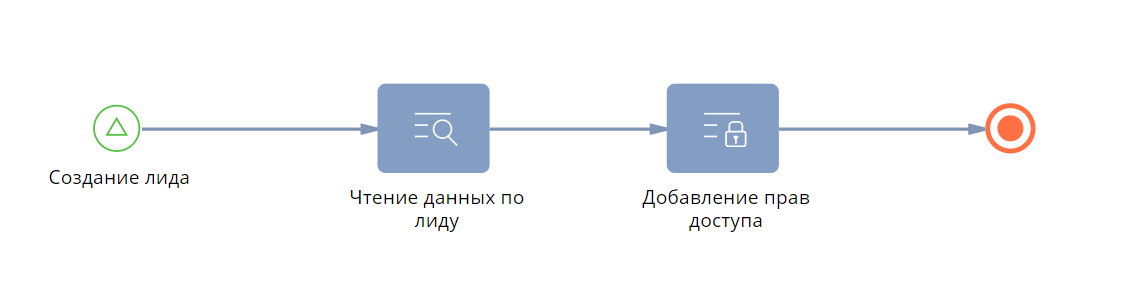 Создание лида
Чтение данных по
лиду
Добавление прав
доступа